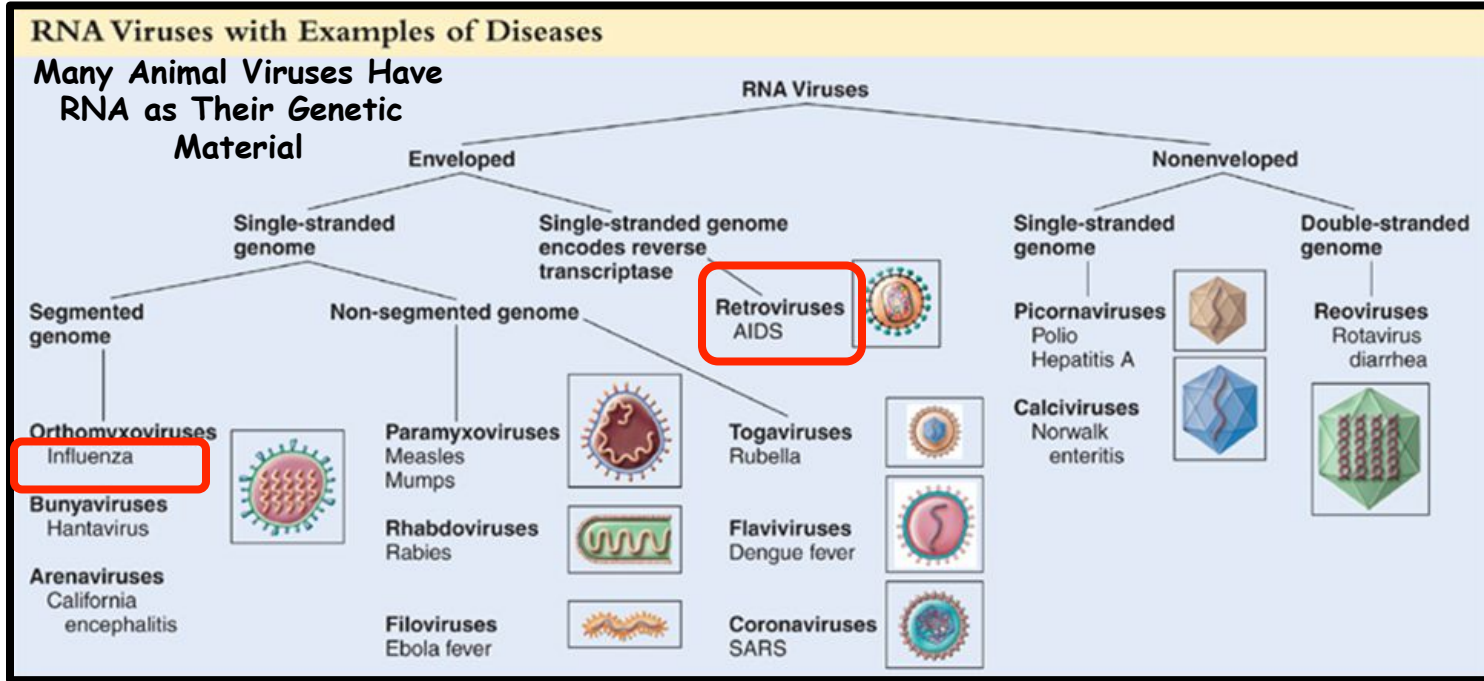 RNA Viruses with Examples of Diseases
Many Animal Viruses Have
RNA as Their Genetic
Material
RNA Viruses
Enveloped
Nonenveloped
Single-stranded
genome
Single-stranded genome
encodes reverse
transcriptase
Single-stranded
genome
Double-stranded
genome
Segmented
genome
Non-segmented genome
Retroviruses
AIDS
Picornaviruses
Polio
Hepatitis A
Reoviruses
Rotavirus
diarrhea
Calciviruses
Norwalk
enteritis
Orthomyxoviruses
Influenza
Bunyaviruses
Hantavirus
Arenaviruses
California
encephalitis
Paramyxoviruses
Measles
Mumps
Rhabdoviruses
Rabies
Filoviruses
Ebola fever
Togaviruses
Rubella
Flaviviruses
Dengue fever
Coronaviruses
SARS